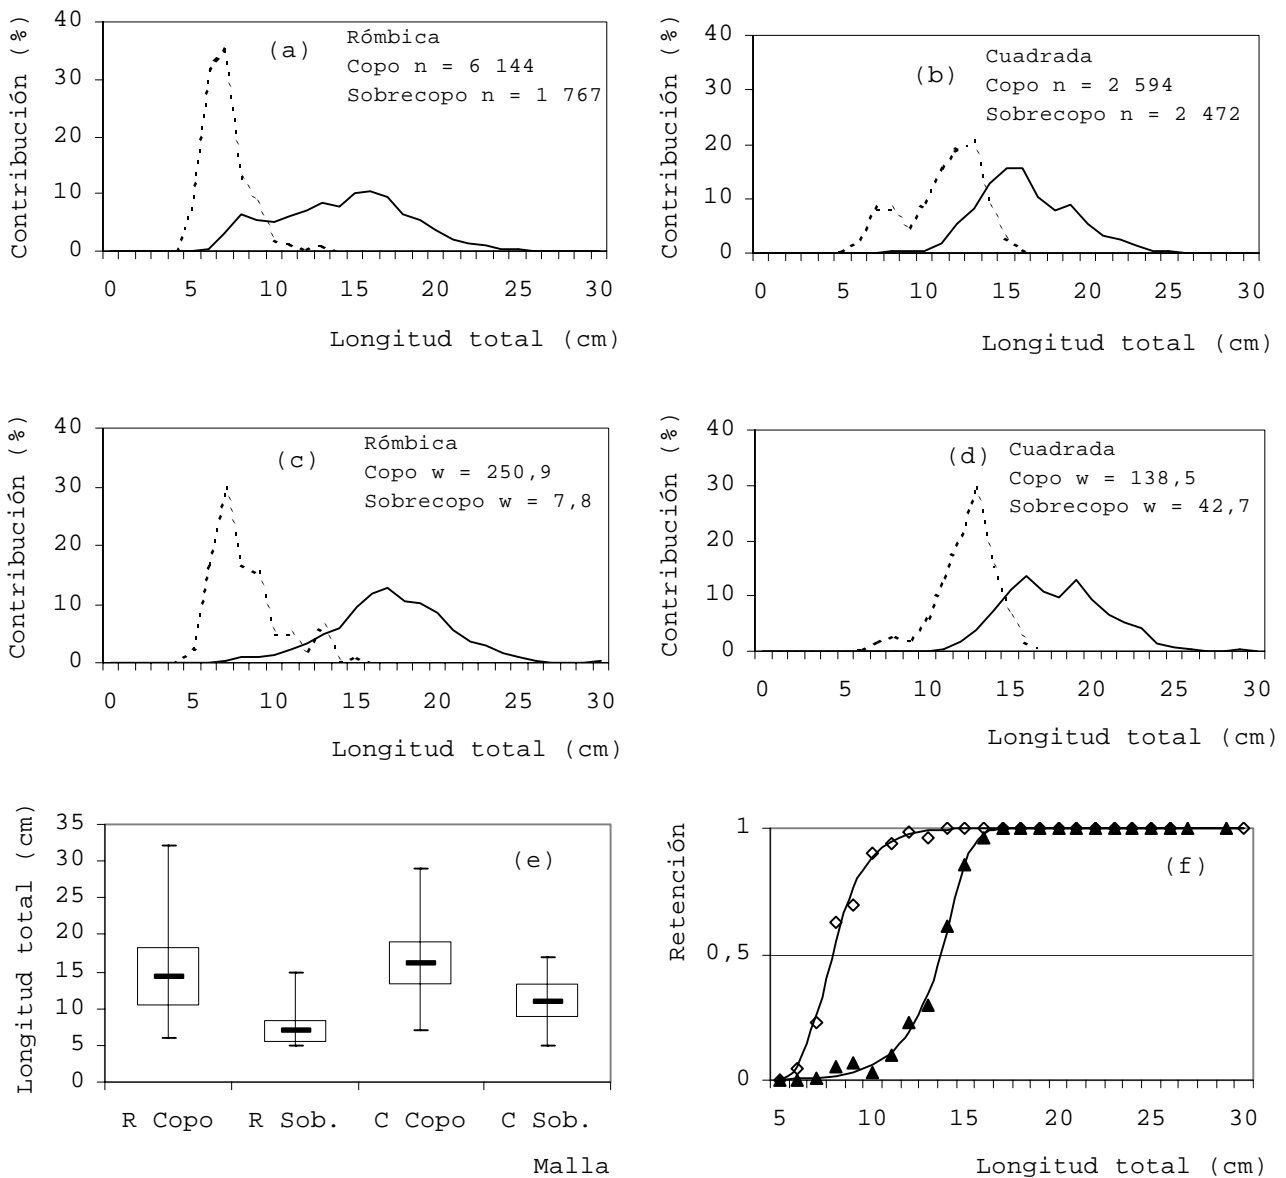 Contribución (%)
40
30
20
10
0
(a)
Rómbica
Copo n = 6 144
Sobrecopo n = 1 767
0 5 10 15 20 25 30
Longitud total (cm)
Contribución (%)
40
30
20
10
0
(b)
Cuadrada
Copo n = 2 594
Sobrecopo n = 2 472
0 5 10 15 20 25 30
Longitud total (cm)
Contribución (%)
40
30
20
10
0
(c)
Rómbica
Copo w = 250,9
Sobrecopo w = 7,8
0 5 10 15 20 25 30
Longitud total (cm)
Contribución (%)
40
30
20
10
0
(d)
Cuadrada
Copo w = 138,5
Sobrecopo w = 42,7
0 5 10 15 20 25 30
Longitud total (cm)
Longitud total (cm)
35
30
25
20
15
10
5
0
(e)
R Copo R Sob. C Copo C Sob.
Malla
Retención
1
0,5
0
(f)
5 10 15 20 25 30
Longitud total (cm)